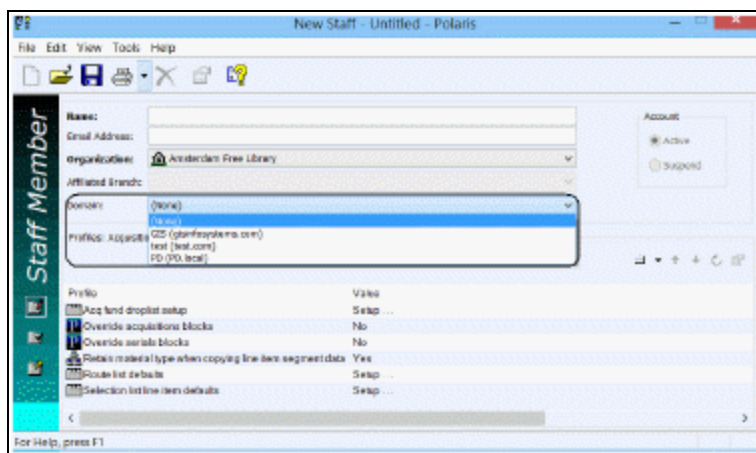 New Staff - Untitled - Polaris
File Edit View Tools Help
Staff Member
Name:
Account
Email Address:
Active
Organization: Amsterdam Free Library
Suspend
Affiliated Branch:
Domain: (None)
(None)
GIS (gisinfosystems.com)
test (test.com)
PD (PD.local)
Profiles: Acquisitio
Profile Value
Acq fund droplist setup Setup ...
Override acquisitions blocks No
Override serials blocks No
Retain material type when copying line item segment data Yes
Route list defaults Setup ...
Selection list line item defaults Setup ...
For Help, press F1